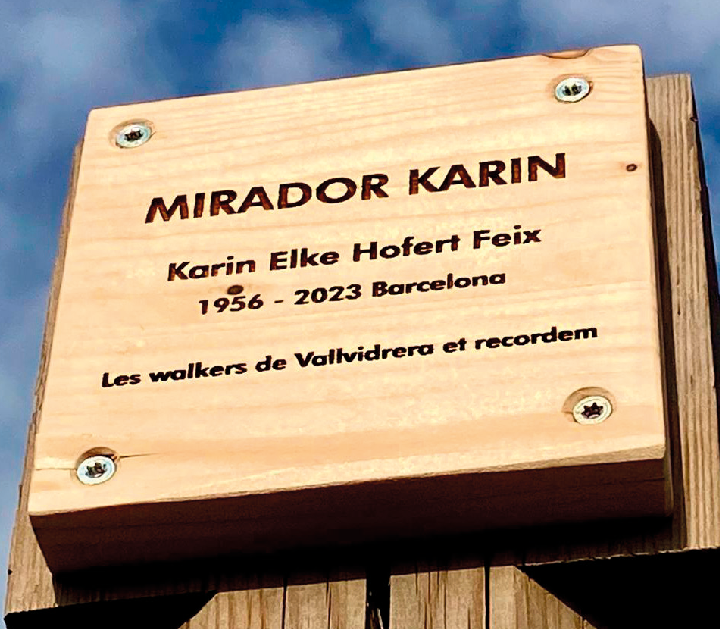 MIRADOR KARIN
Karin Elke Hofert Feix
1956 - 2023 Barcelona
Les walkers de Vallvidrera et recordem